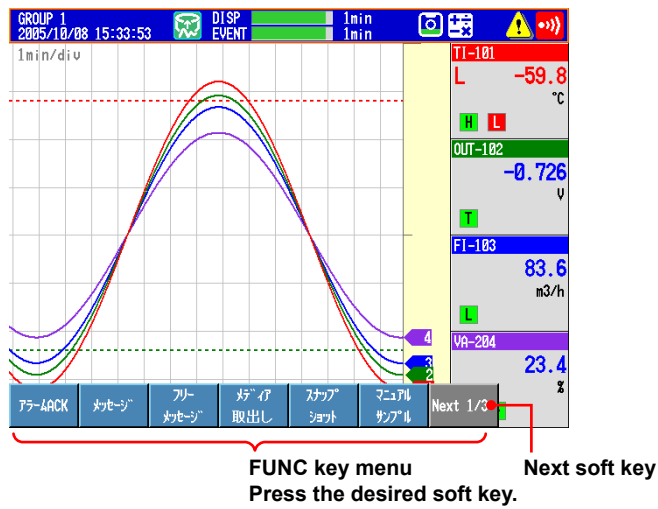 GROUP 1
2005/10/08 15:33:53
DISP 1min
EVENT 1min
1min/div
TI-101
L -59.8
°C
H L
OUT-102
-0.726
V
T
FI-103
83.6
m3/h
L
VA-204
23.4
%
4
3
2
アラームACK
メッセージ
フリー
メッセージ
メディア
取出し
スナップ
ショット
マニュアル
サンプル
Next 1/3
FUNC key menu
Press the desired soft key.
Next soft key